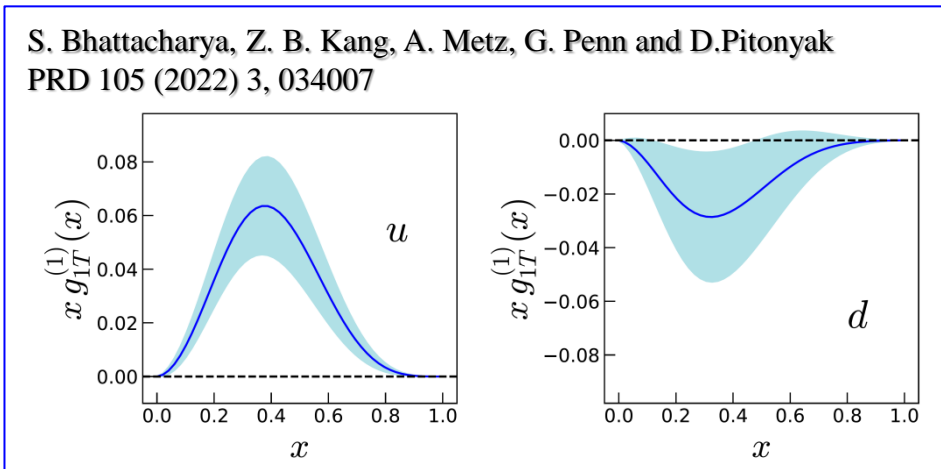 S. Bhattacharya, Z. B. Kang, A. Metz, G. Penn and D.Pitonyak
PRD 105 (2022) 3, 034007
0.08
0.06
0.04
0.02
0.00
x g_{1T}^{(1)}(x)
u
0.0 0.2 0.4 0.6 0.8 1.0
x
0.00
−0.02
−0.04
−0.06
−0.08
x g_{1T}^{(1)}(x)
d
0.0 0.2 0.4 0.6 0.8 1.0
x